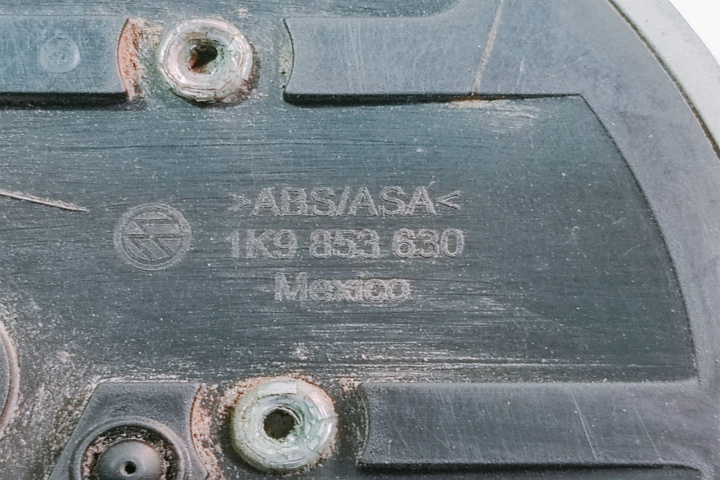 >ABS/ASA<
1K9 853 630
Mexico